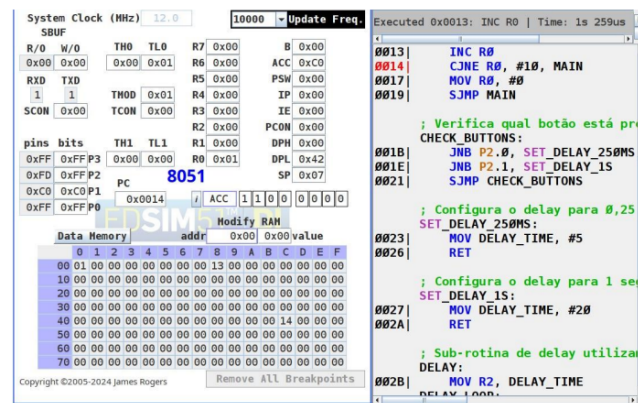 System Clock (MHz) 12.0 10000 Update Freq.
SBUF
R/O W/O TH0 TL0 R7 0x00 B 0x00
0x00 0x00 0x00 0x01 R6 0x00 ACC 0xC0
RXD TXD R5 0x00 PSW 0x00
1 1 TMOD 0x01 R4 0x00 IP 0x00
SCON 0x00 TCON 0x00 R3 0x00 IE 0x00
R2 0x00 PCON 0x00
pins bits TH1 TL1 R1 0x00 DPH 0x00
0xFF 0xFF P3 0x00 0x00 R0 0x01 DPL 0x42
0xFD 0xFF P2 8051 SP 0x07
0xC0 0xC0 P1 PC
0xFF 0xFF P0 0x0014 i ACC 1 1 0 0 0 0 0 0
EDSIM51DI
Modify RAM
Data Memory addr 0x00 0x00 value
0 1 2 3 4 5 6 7 8 9 A B C D E F
00 01 00 00 00 00 00 00 00 13 00 00 00 00 00 00 00
10 00 00 00 00 00 00 00 00 00 00 00 00 00 00 00 00
20 00 00 00 00 00 00 00 00 00 00 00 00 00 00 00 00
30 00 00 00 00 00 00 00 00 00 00 00 00 00 00 00 00
40 00 00 00 00 00 00 00 00 00 00 00 00 14 00 00 00
50 00 00 00 00 00 00 00 00 00 00 00 00 00 00 00 00
60 00 00 00 00 00 00 00 00 00 00 00 00 00 00 00 00
70 00 00 00 00 00 00 00 00 00 00 00 00 00 00 00 00
Copyright ©2005-2024 James Rogers Remove All Breakpoints
Executed 0x0013: INC R0 | Time: 1s 259us
0013| INC R0
0014| CJNE R0, #10, MAIN
0017| MOV R0, #0
0019| SJMP MAIN
; Verifica qual botão está pre
CHECK_BUTTONS:
001B| JNB P2.0, SET_DELAY_250MS
001E| JNB P2.1, SET_DELAY_1S
0021| SJMP CHECK_BUTTONS
; Configura o delay para 0,25
SET_DELAY_250MS:
0023| MOV DELAY_TIME, #5
0026| RET
; Configura o delay para 1 seg
SET_DELAY_1S:
0027| MOV DELAY_TIME, #20
002A| RET
; Sub-rotina de delay utilizan
DELAY:
002B| MOV R2, DELAY_TIME
DELAY_LOOP: